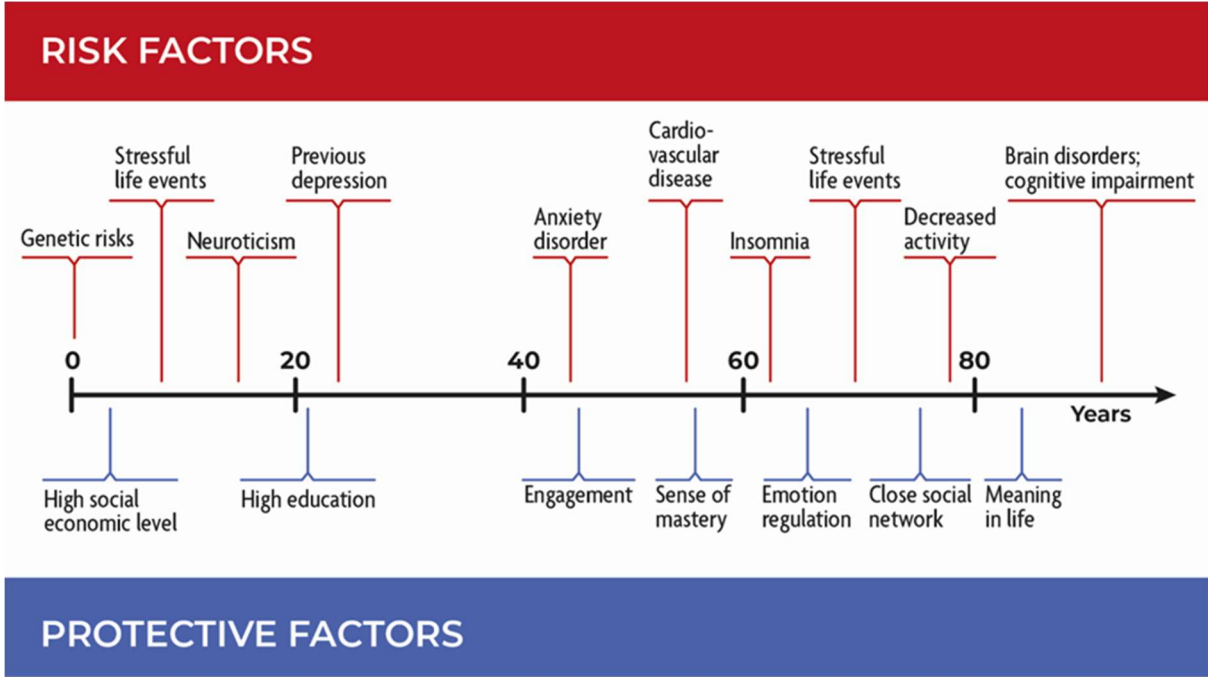 RISK FACTORS
Stressful
life events
Previous
depression
Cardio-
vascular
disease
Stressful
life events
Brain disorders;
cognitive impairment
Genetic risks
Neuroticism
Anxiety
disorder
Insomnia
Decreased
activity
0
20
40
60
80
Years
High social
economic level
High education
Engagement
Sense of
mastery
Emotion
regulation
Close social
network
Meaning
in life
PROTECTIVE FACTORS